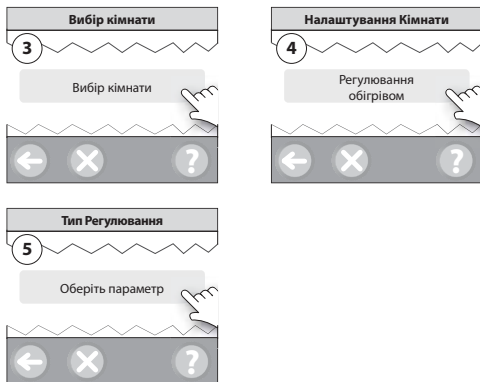 Вибір кімнати
3
Вибір кімнати
?
Налаштування Кімнати
4
Регулювання
обігрівом
?
Тип Регулювання
5
Оберіть параметр
?